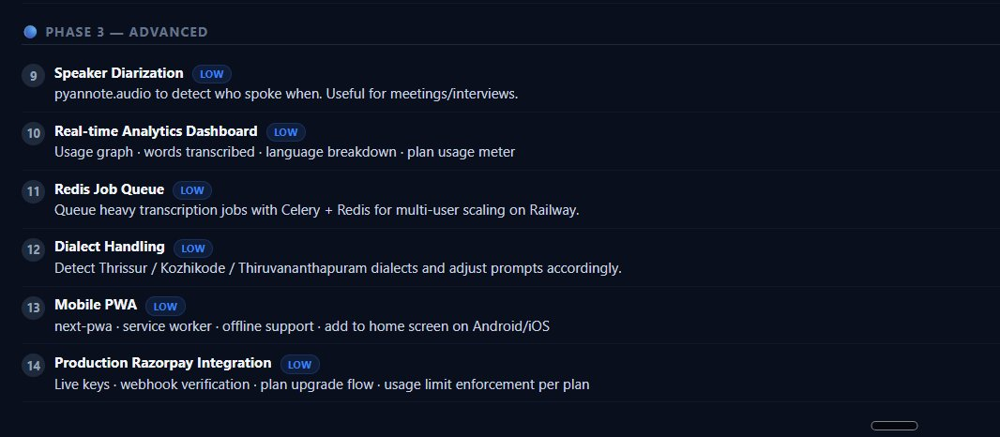 PHASE 3 — ADVANCED
9 Speaker Diarization LOW
pyannote.audio to detect who spoke when. Useful for meetings/interviews.
10 Real-time Analytics Dashboard LOW
Usage graph · words transcribed · language breakdown · plan usage meter
11 Redis Job Queue LOW
Queue heavy transcription jobs with Celery + Redis for multi-user scaling on Railway.
12 Dialect Handling LOW
Detect Thrissur / Kozhikode / Thiruvananthapuram dialects and adjust prompts accordingly.
13 Mobile PWA LOW
next-pwa · service worker · offline support · add to home screen on Android/iOS
14 Production Razorpay Integration LOW
Live keys · webhook verification · plan upgrade flow · usage limit enforcement per plan